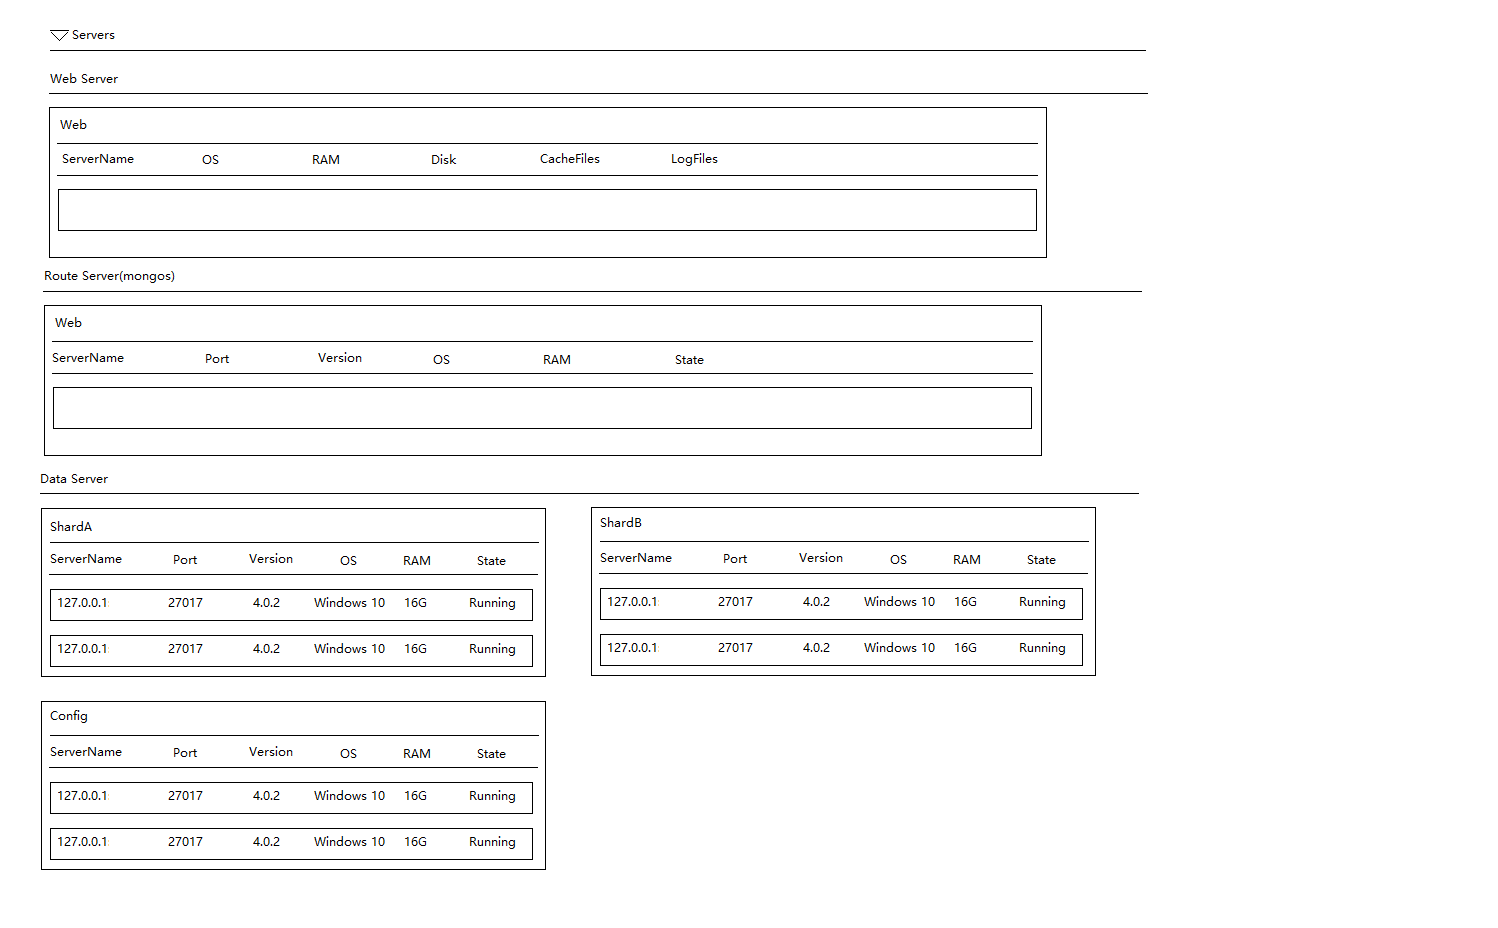 Servers
Web Server
Web
ServerName OS RAM Disk CacheFiles LogFiles
Route Server(mongos)
Web
ServerName Port Version OS RAM State
Data Server
ShardA
ServerName Port Version OS RAM State
127.0.0.1 27017 4.0.2 Windows 10 16G Running
127.0.0.1 27017 4.0.2 Windows 10 16G Running
ShardB
ServerName Port Version OS RAM State
127.0.0.1 27017 4.0.2 Windows 10 16G Running
127.0.0.1 27017 4.0.2 Windows 10 16G Running
Config
ServerName Port Version OS RAM State
127.0.0.1 27017 4.0.2 Windows 10 16G Running
127.0.0.1 27017 4.0.2 Windows 10 16G Running